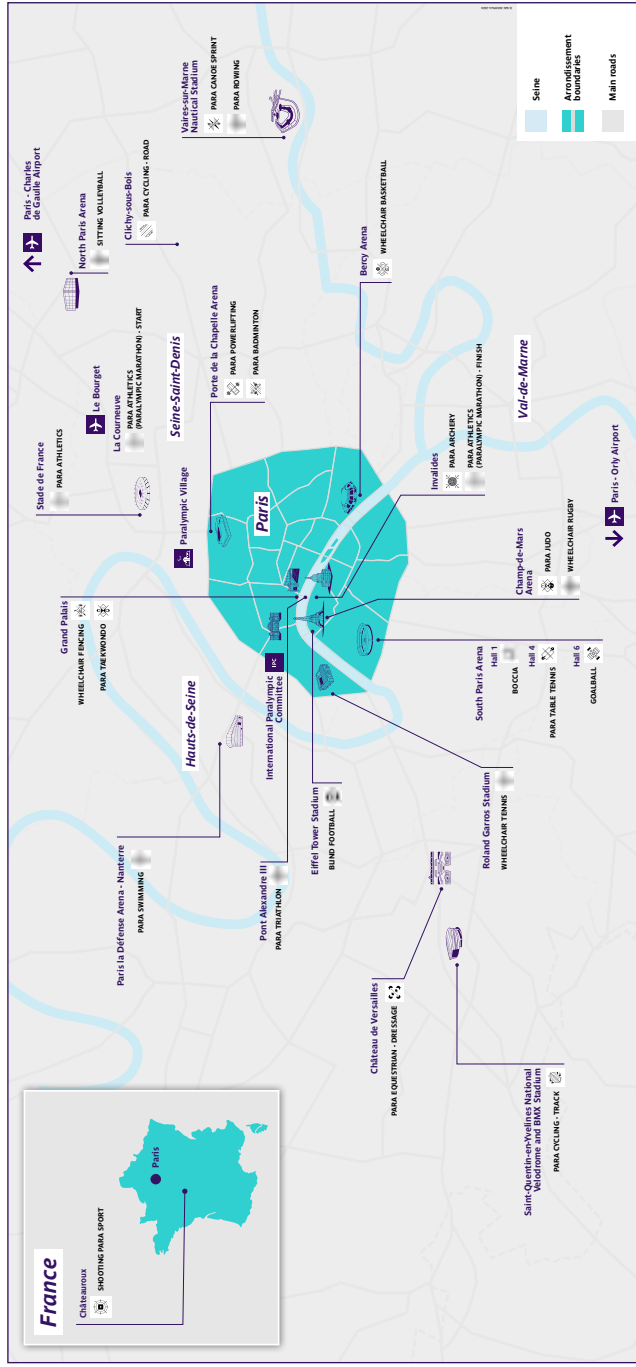 France
Châteauroux
SHOOTING PARA SPORT
Paris
Paris la Défense Arena - Nanterre
PARA SWIMMING
Hauts-de-Seine
Grand Palais
WHEELCHAIR FENCING
PARA TAEKWONDO
International Paralympic
Committee
IPC
Pont Alexandre III
PARA TRIATHLON
Eiffel Tower Stadium
BLIND FOOTBALL
Château de Versailles
PARA EQUESTRIAN - DRESSAGE
Saint-Quentin-en-Yvelines National
Velodrome and BMX Stadium
PARA CYCLING - TRACK
Roland Garros Stadium
WHEELCHAIR TENNIS
South Paris Arena
Hall 1
BOCCIA
Hall 4
PARA TABLE TENNIS
Hall 6
GOALBALL
Champ-de-Mars
Arena
PARA JUDO
WHEELCHAIR RUGBY
Invalides
PARA ARCHERY
PARA ATHLETICS
(PARALYMPIC MARATHON) - FINISH
Paris - Orly Airport
Val-de-Marne
Bercy Arena
WHEELCHAIR BASKETBALL
Paris
Paralympic Village
Stade de France
PARA ATHLETICS
Le Bourget
La Courneuve
PARA ATHLETICS
(PARALYMPIC MARATHON) - START
Seine-Saint-Denis
Porte de la Chapelle Arena
PARA POWERLIFTING
PARA BADMINTON
Paris - Charles
de Gaulle Airport
North Paris Arena
SITTING VOLLEYBALL
Clichy-sous-Bois
PARA CYCLING - ROAD
Vaires-sur-Marne
Nautical Stadium
PARA CANOE SPRINT
PARA ROWING
Seine
Arrondissement
boundaries
Main roads